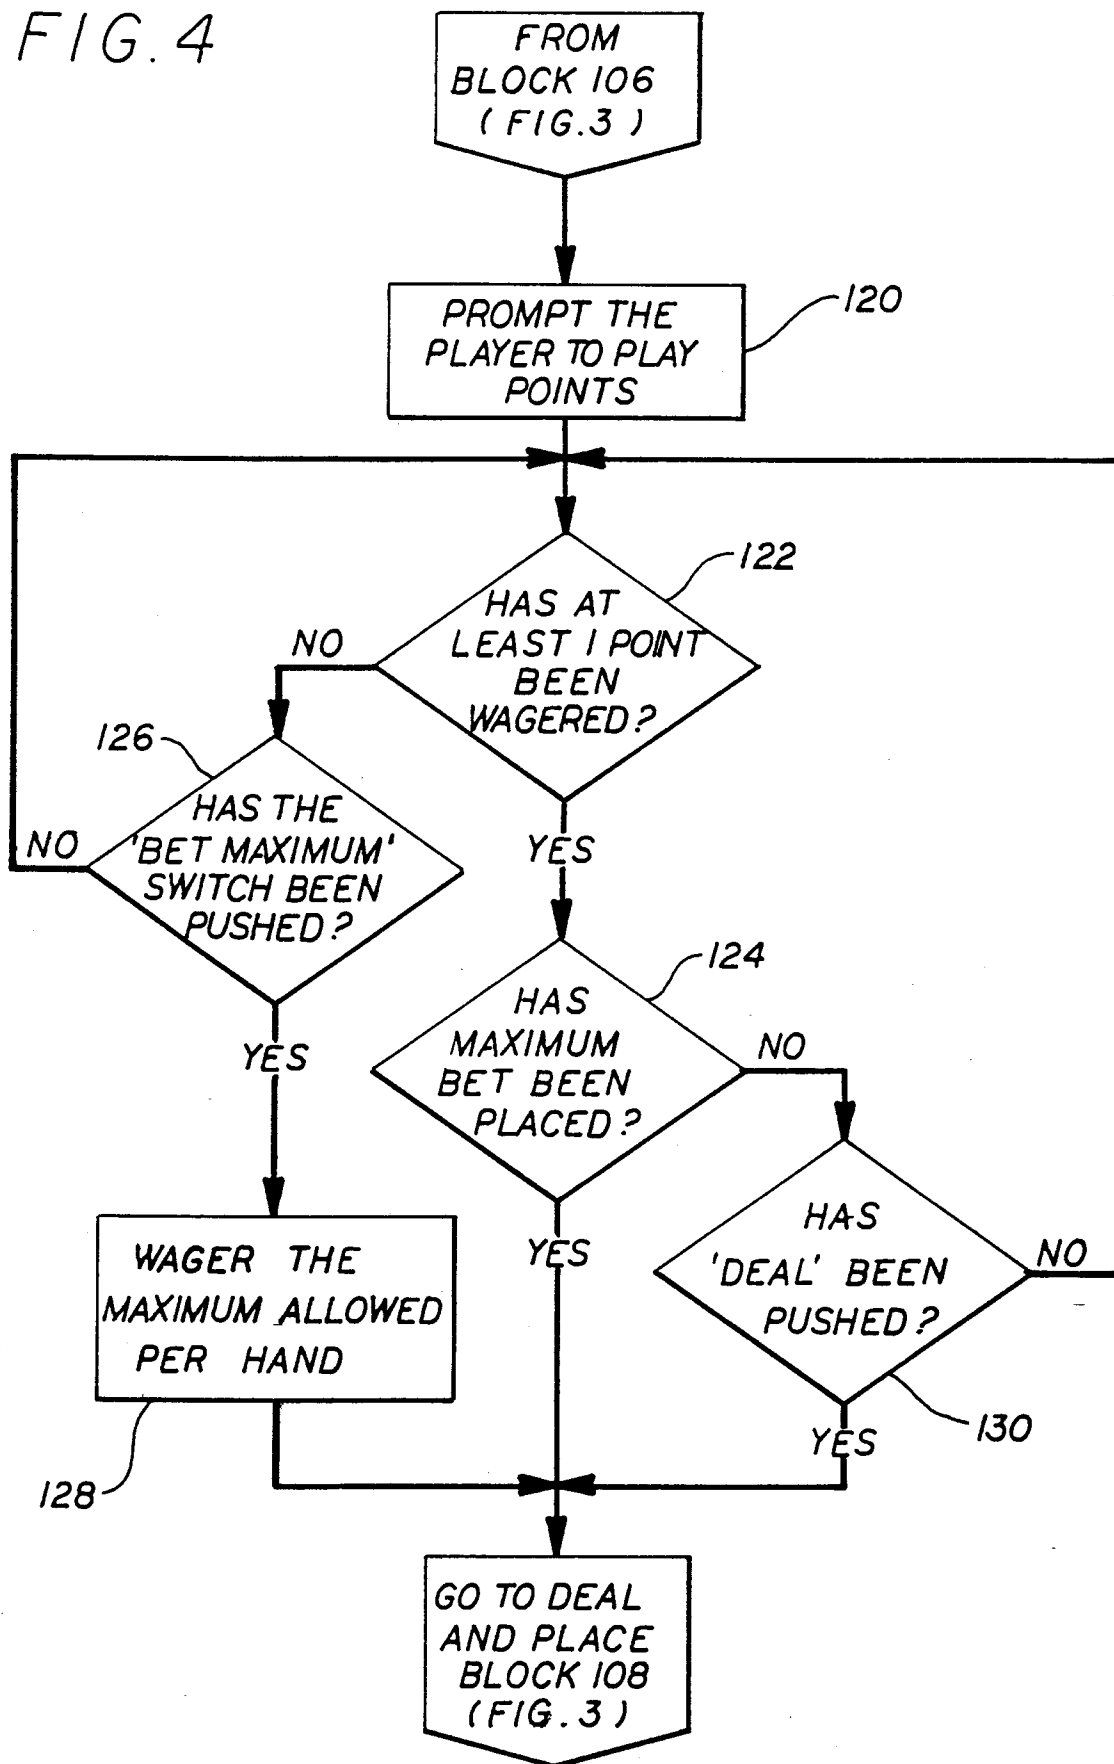 FIG. 4
FROM
BLOCK 106
(FIG.3)
PROMPT THE
PLAYER TO PLAY
POINTS
120
122
HAS AT
LEAST 1 POINT
BEEN
WAGERED?
NO
126
HAS THE
'BET MAXIMUM'
SWITCH BEEN
PUSHED?
NO
YES
YES
124
HAS
MAXIMUM
BET BEEN
PLACED?
NO
YES
HAS
'DEAL' BEEN
PUSHED?
NO
130
YES
WAGER THE
MAXIMUM ALLOWED
PER HAND
128
GO TO DEAL
AND PLACE
BLOCK 108
(FIG. 3)